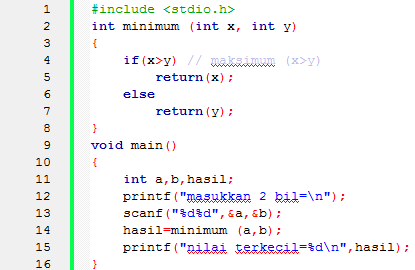 1 #include <stdio.h>
2 int minimum (int x, int y)
3 {
4 if(x>y) // maksimum (x>y)
5 return(x);
6 else
7 return(y);
8 }
9 void main()
10 {
11 int a,b,hasil;
12 printf("masukkan 2 bil=\n");
13 scanf("%d%d",&a,&b);
14 hasil=minimum (a,b);
15 printf("nilai terkecil=%d\n",hasil);
16 }